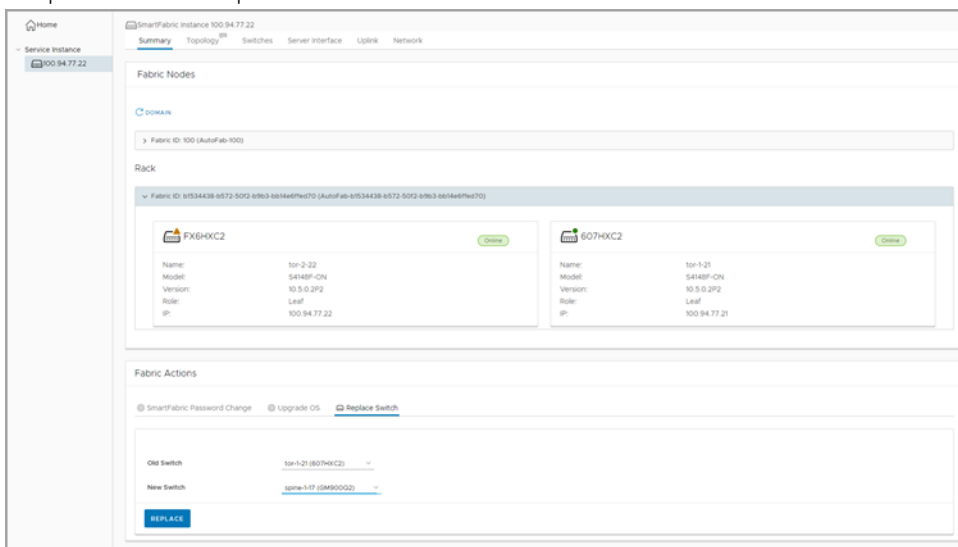 Home
Service Instance
100.94.77.22
SmartFabric Instance 100.94.77.22
Summary Topology Switches Server Interface Uplink Network
Fabric Nodes
DOMAIN
Fabric ID: 100 (AutoFab-100)
Rack
Fabric ID: b1534438-b572-50f2-b9b3-bb14e6ffed70 (AutoFab-b1534438-b572-50f2-b9b3-bb14e6ffed70)
FX6HXC2 Online
Name: tor-2-22
Model: S4148F-ON
Version: 10.5.0.2P2
Role: Leaf
IP: 100.94.77.22
607HXC2 Online
Name: tor-1-21
Model: S4148F-ON
Version: 10.5.0.2P2
Role: Leaf
IP: 100.94.77.21
Fabric Actions
SmartFabric Password Change Upgrade OS Replace Switch
Old Switch tor-1-21 (607HXC2)
New Switch spine-1-17 (GM900Q2)
REPLACE